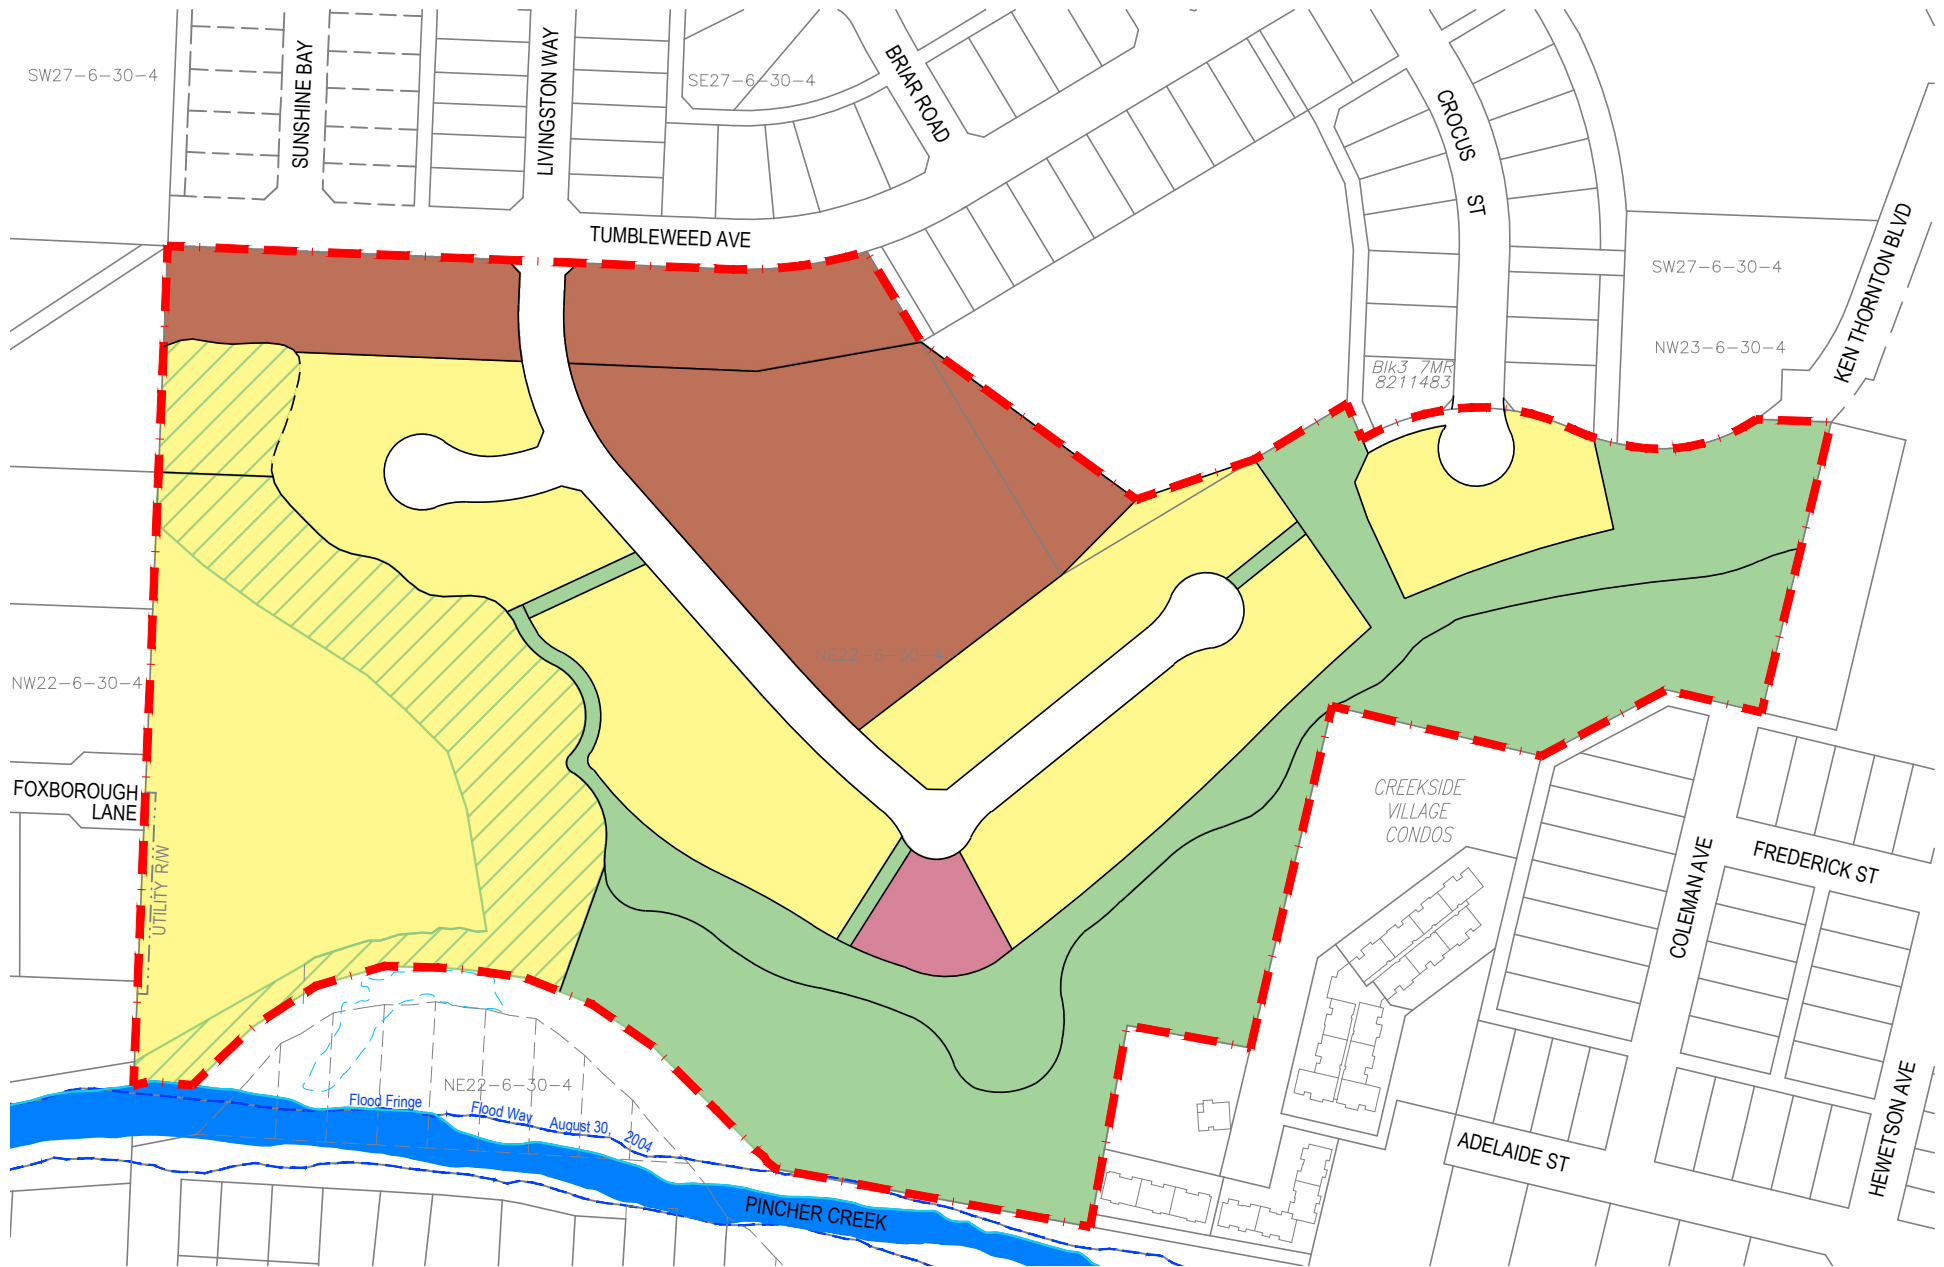 SW27-6-30-4
SUNSHINE BAY
LIVINGSTON WAY
SE27-6-30-4
BRIAR ROAD
CROCUS ST
TUMBLEWEED AVE
KEN THORNTON BLVD
SW27-6-30-4
NW23-6-30-4
Blk3 7MR
8211483
NE22-6-30-4
NW22-6-30-4
FOXBOROUGH
LANE
UTILITY R/W
CREEKSIDE
VILLAGE
CONDOS
COLEMAN AVE
FREDERICK ST
NE22-6-30-4
Flood Fringe
Flood Way August 30, 2004
ADELAIDE ST
HEWETSON AVE
PINCHER CREEK